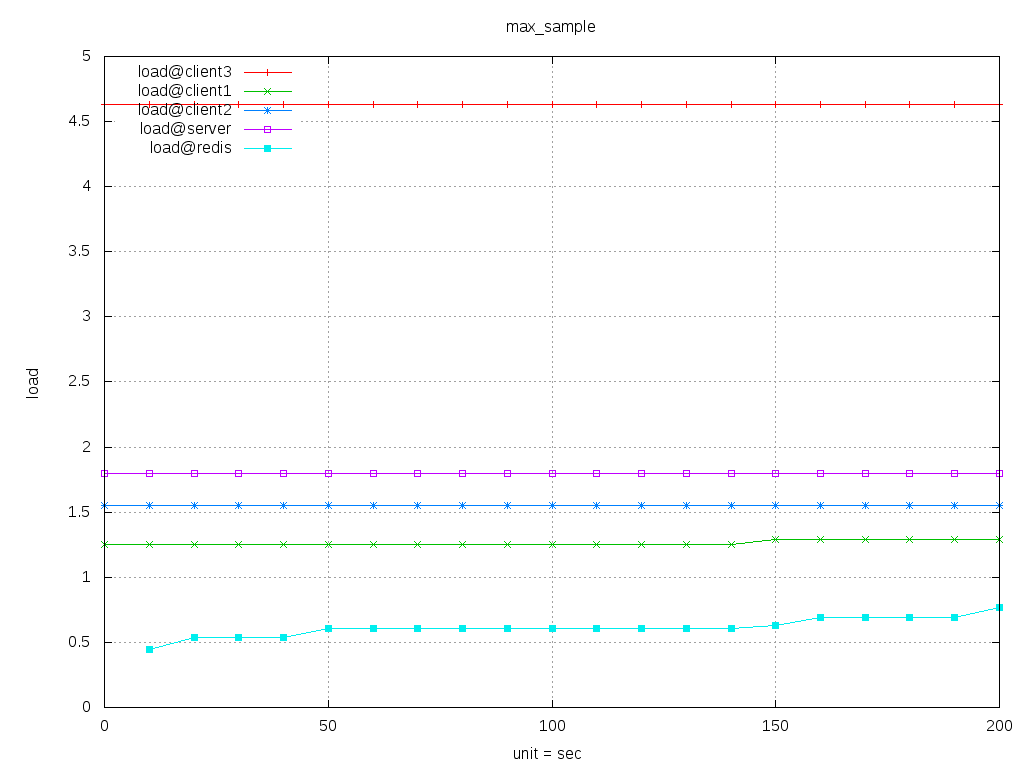 max_sample
5
4.5
4
3.5
3
2.5
2
1.5
1
0.5
0
load@client3
load@client1
load@client2
load@server
load@redis
load
0 50 100 150 200
unit = sec